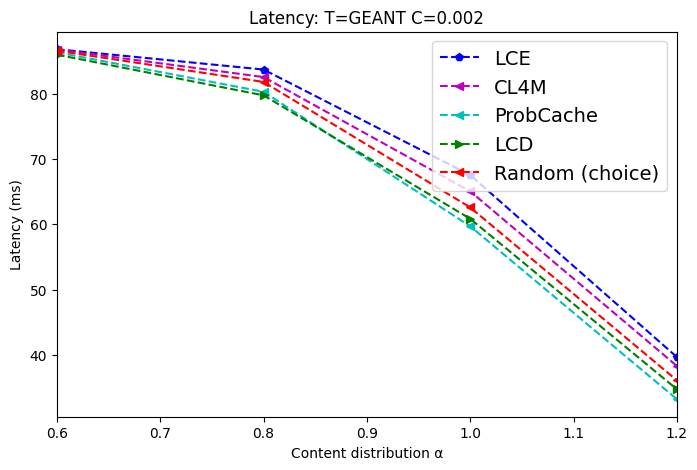 Latency: T=GEANT C=0.002
LCE
CL4M
ProbCache
LCD
Random (choice)
Latency (ms)
80
70
60
50
40
0.6
0.7
0.8
0.9
1.0
1.1
1.2
Content distribution α